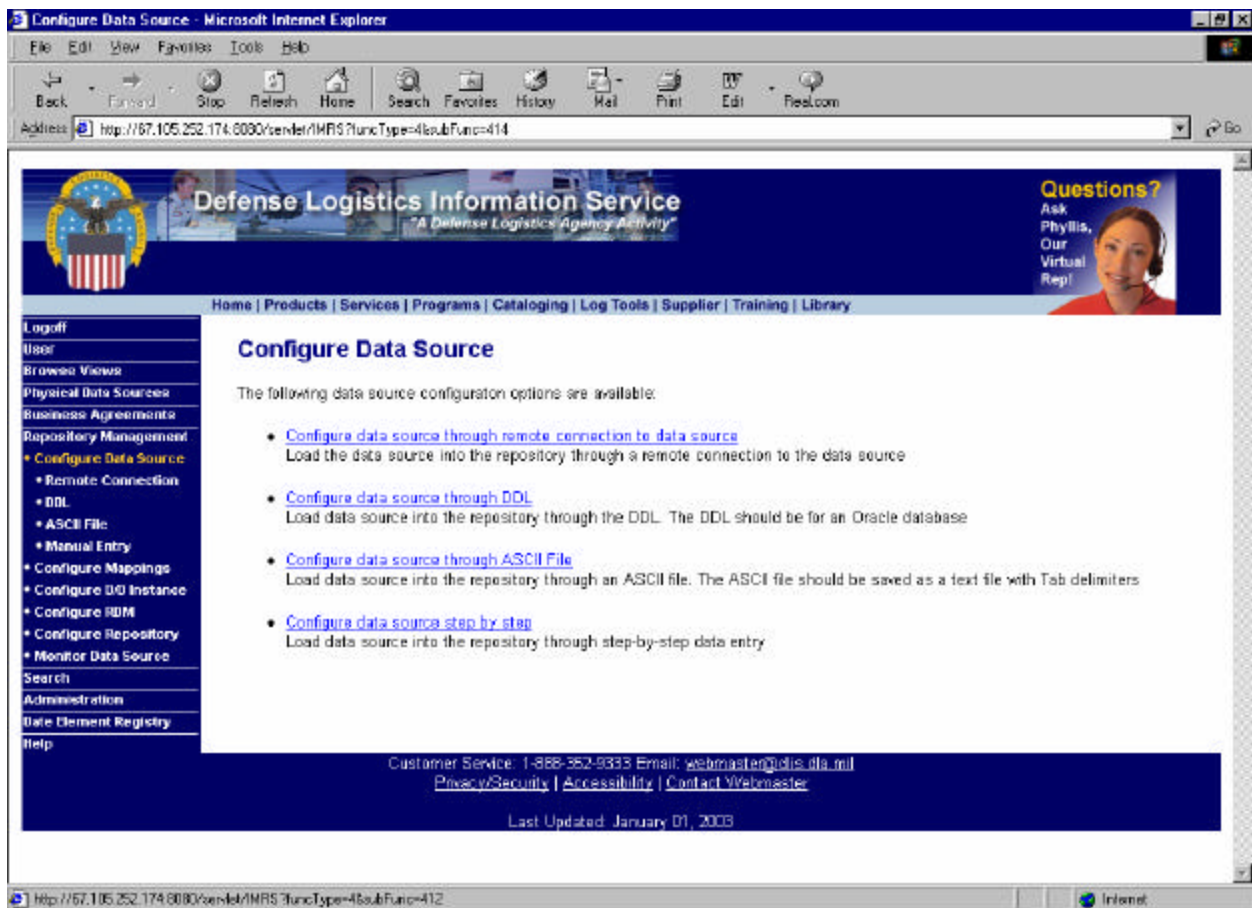 Configure Data Source - Microsoft Internet Explorer
File Edit View Favorites Tools Help
Back Forward Stop Refresh Home Search Favorites History Mail Print Edit Real.com
Address http://67.105.252.174:8080/servlet/IMRS?funcType=4&subFunc=414 Go
Defense Logistics Information Service
"A Defense Logistics Agency Activity"
Questions?
Ask
Phyllis,
Our
Virtual
Rep!
Home | Products | Services | Programs | Cataloging | Log Tools | Supplier | Training | Library
Logoff
User
Browse Views
Physical Data Sources
Business Agreements
Repository Management
• Configure Data Source
• Remote Connection
• DDL
• ASCII File
• Manual Entry
• Configure Mappings
• Configure D/O Instance
• Configure RDM
• Configure Repository
• Monitor Data Source
Search
Administration
Date Element Registry
Help
Configure Data Source
The following data source configuraton options are available:
• Configure data source through remote connection to data source
Load the data source into the repository through a remote connection to the data source
• Configure data source through DDL
Load data source into the repository through the DDL. The DDL should be for an Oracle database
• Configure data source through ASCII File
Load data source into the repository through an ASCII file. The ASCII file should be saved as a text file with Tab delimiters
• Configure data source step by step
Load data source into the repository through step-by-step data entry
Customer Service: 1-888-352-9333 Email: webmaster@dlis.dla.mil
Privacy/Security | Accessibility | Contact Webmaster
Last Updated: January 01, 2003
http://67.105.252.174:8080/servlet/IMRS?funcType=4&subFunc=412 Internet